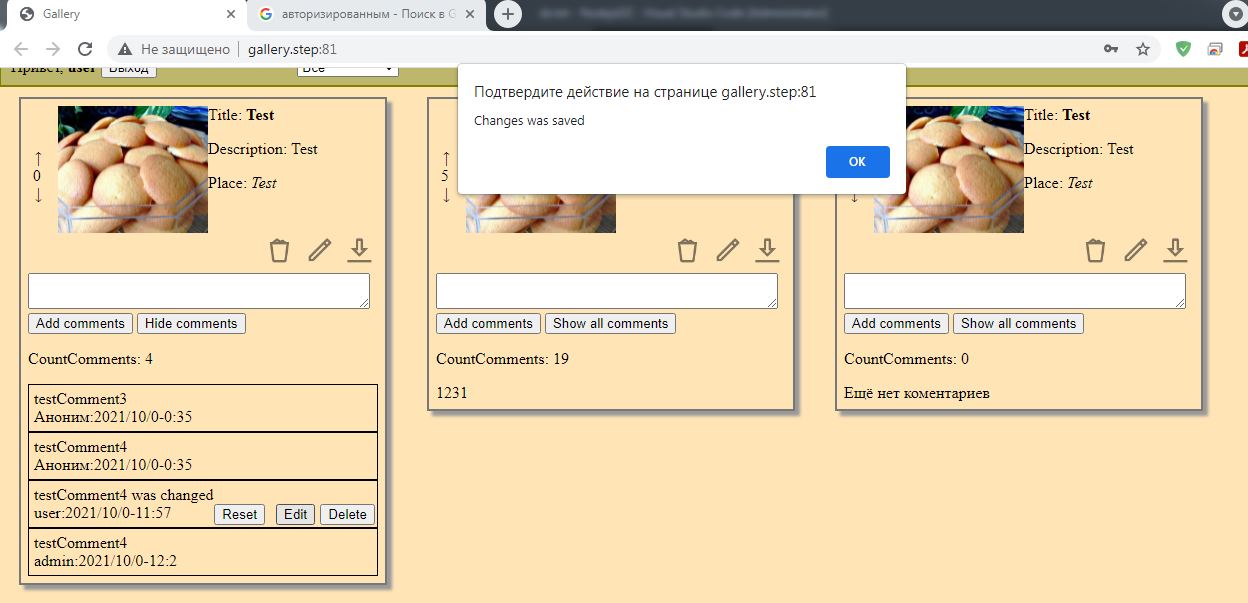 Gallery
авторизированным - Поиск в G
Не защищено
gallery.step:81
Привет, user
Выход
Все
Подтвердите действие на странице gallery.step:81
Changes was saved
OK
Title: Test
Description: Test
Place: Test
↑
0
↓
Add comments
Hide comments
CountComments: 4
testComment3
Аноним:2021/10/0-0:35
testComment4
Аноним:2021/10/0-0:35
testComment4 was changed
user:2021/10/0-11:57
Reset
Edit
Delete
testComment4
admin:2021/10/0-12:2
↑
5
↓
Add comments
Show all comments
CountComments: 19
1231
Title: Test
Description: Test
Place: Test
↓
Add comments
Show all comments
CountComments: 0
Ещё нет коментариев